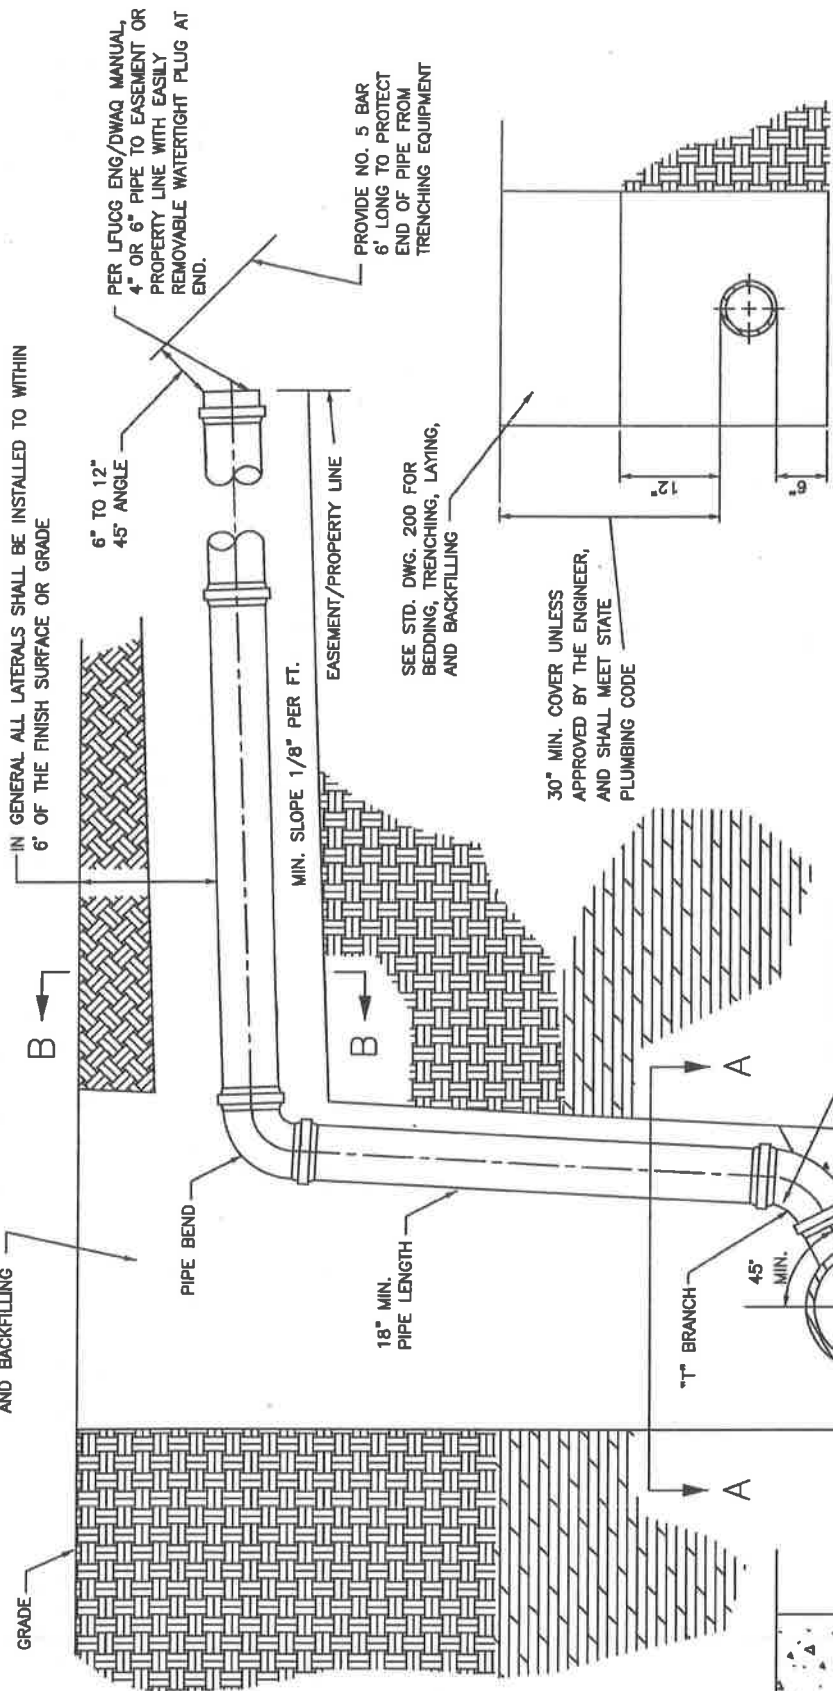 AND BACKFILLING
GRADE
IN GENERAL ALL LATERALS SHALL BE INSTALLED TO WITHIN
6' OF THE FINISH SURFACE OR GRADE
B
B
6" TO 12"
45° ANGLE
PER LFUCG ENG/DWAQ MANUAL,
4" OR 6" PIPE TO EASEMENT OR
PROPERTY LINE WITH EASILY
REMOVABLE WATERTIGHT PLUG AT
END.
PROVIDE NO. 5 BAR
6' LONG TO PROTECT
END OF PIPE FROM
TRENCHING EQUIPMENT
PIPE BEND
MIN. SLOPE 1/8" PER FT.
EASEMENT/PROPERTY LINE
18" MIN.
PIPE LENGTH
SEE STD. DWG. 200 FOR
BEDDING, TRENCHING, LAYING,
AND BACKFILLING
30" MIN. COVER UNLESS
APPROVED BY THE ENGINEER,
AND SHALL MEET STATE
PLUMBING CODE
12"
6"
"T" BRANCH
45°
MIN.
A
A